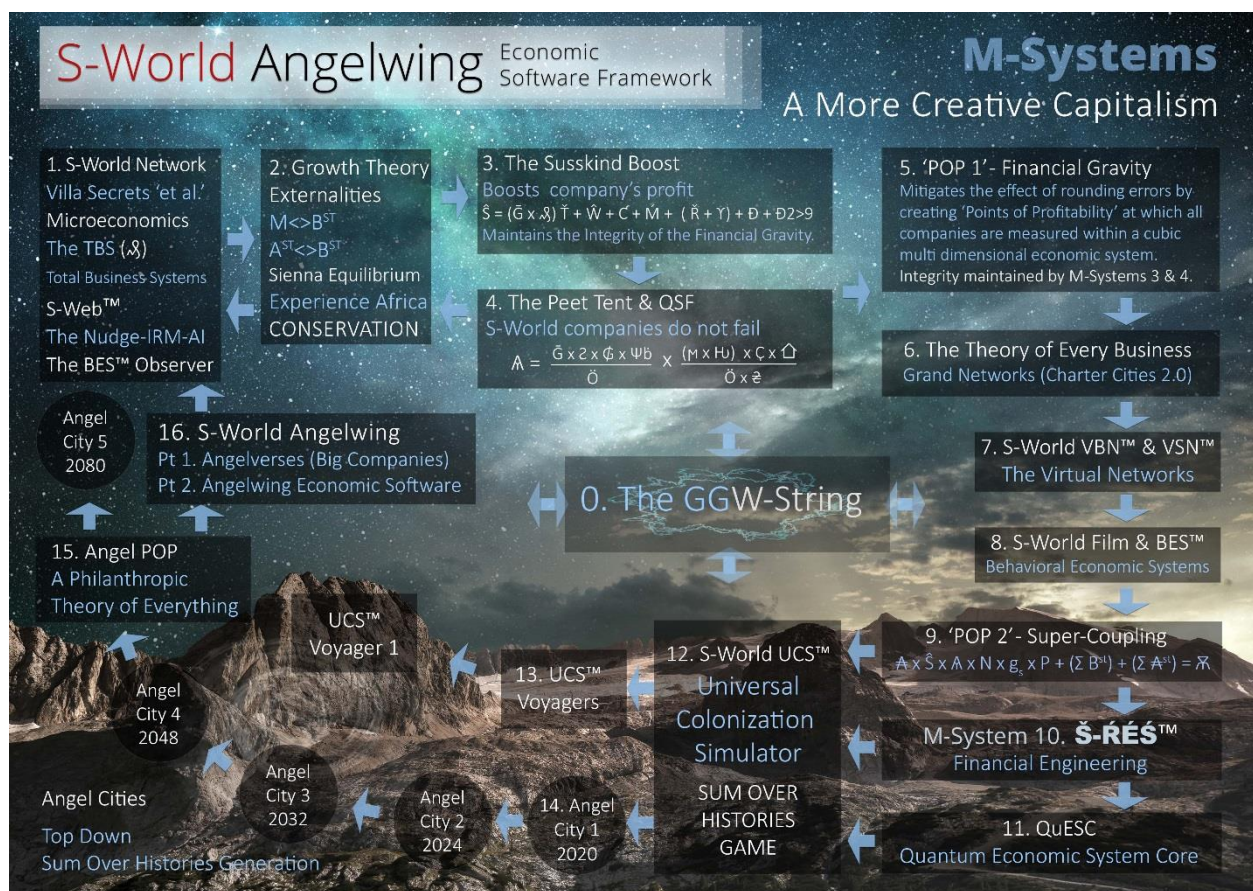 S-World Angelwing Economic
Software Framework
M-Systems
A More Creative Capitalism
1. S-World Network
Villa Secrets ‘et al.’
Microeconomics
The TBS (𝒮)
Total Business Systems
S-Web™
The Nudge-IRM-AI
The BES™ Observer
2. Growth Theory
Externalities
M<>Bˢᵀ
Aˢᵀ<>Bˢᵀ
Sienna Equilibrium
Experience Africa
CONSERVATION
3. The Susskind Boost
Boosts company’s profit
Maintains the Integrity of the Financial Gravity.
4. The Peet Tent & QSF
S-World companies do not fail
5. ‘POP 1’- Financial Gravity
Mitigates the effect of rounding errors by
creating ‘Points of Profitability’ at which all
companies are measured within a cubic
multi dimensional economic system.
Integrity maintained by M-Systems 3 & 4.
6. The Theory of Every Business
Grand Networks (Charter Cities 2.0)
7. S-World VBN™ & VSN™
The Virtual Networks
8. S-World Film & BES™
Behavioral Economic Systems
9. ‘POP 2’- Super-Coupling
M-System 10. Š-ŔÉŚ™
Financial Engineering
11. QuESC
Quantum Economic System Core
0. The GGW-String
12. S-World UCS™
Universal
Colonization
Simulator
SUM OVER
HISTORIES
GAME
13. UCS™
Voyagers
UCS™
Voyager 1
14. Angel
City 1
2020
Angel
City 2
2024
Angel
City 3
2032
Angel
City 4
2048
Angel
City 5
2080
15. Angel POP
A Philanthropic
Theory of Everything
16. S-World Angelwing
Pt 1. Angelverses (Big Companies)
Pt 2. Angelwing Economic Software
Angel Cities
Top Down
Sum Over Histories Generation